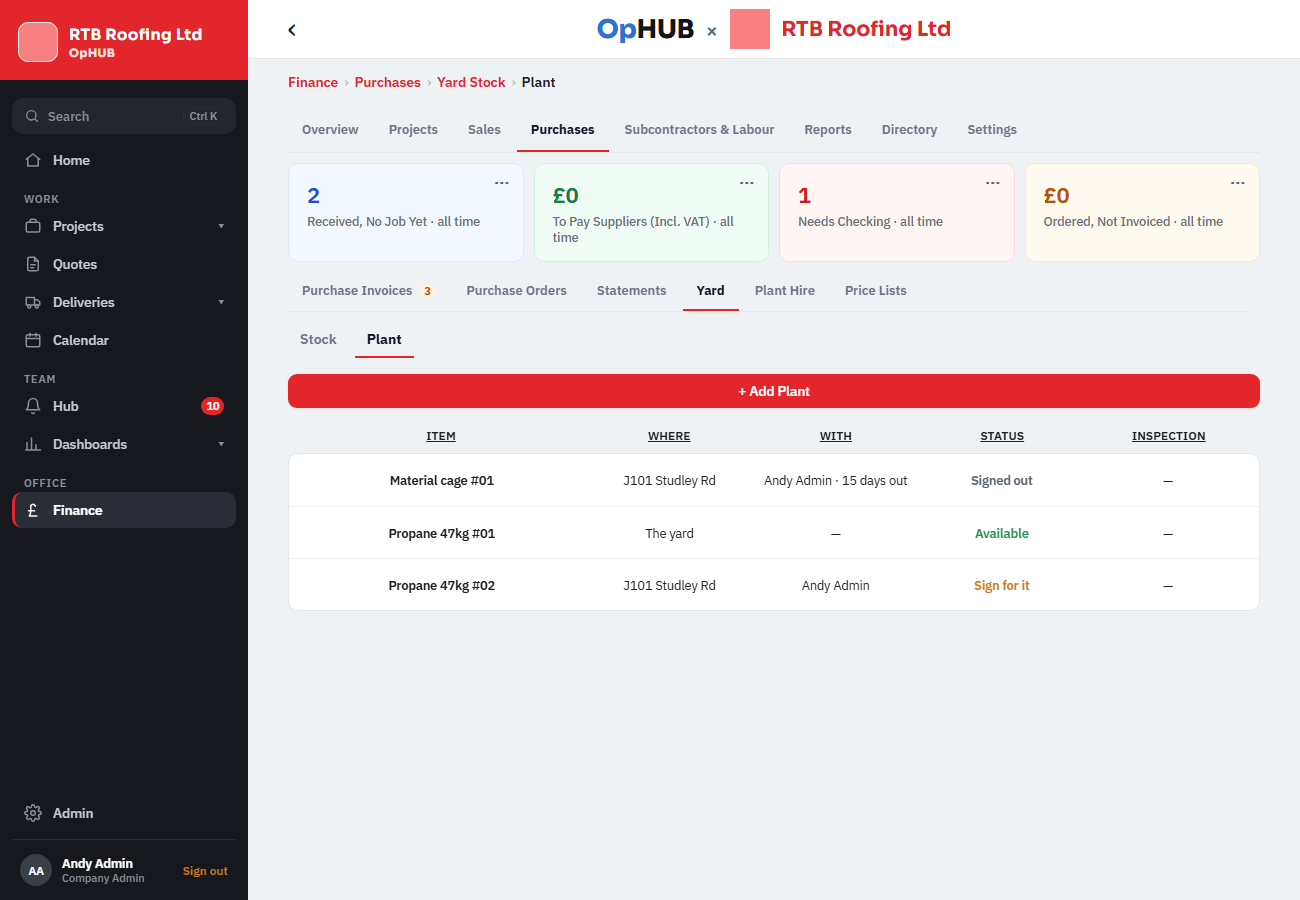 RTB Roofing Ltd
OpHUB
Search Ctrl K
Home
WORK
Projects
Quotes
Deliveries
Calendar
TEAM
Hub 10
Dashboards
OFFICE
£ Finance
Admin
AA Andy Admin
Company Admin
Sign out
OpHUB × RTB Roofing Ltd
Finance › Purchases › Yard Stock › Plant
Overview Projects Sales Purchases Subcontractors & Labour Reports Directory Settings
2
Received, No Job Yet · all time
£0
To Pay Suppliers (Incl. VAT) · all
time
1
Needs Checking · all time
£0
Ordered, Not Invoiced · all time
Purchase Invoices 3 Purchase Orders Statements Yard Plant Hire Price Lists
Stock Plant
+ Add Plant
ITEM WHERE WITH STATUS INSPECTION
Material cage #01 J101 Studley Rd Andy Admin · 15 days out Signed out —
Propane 47kg #01 The yard — Available —
Propane 47kg #02 J101 Studley Rd Andy Admin Sign for it —